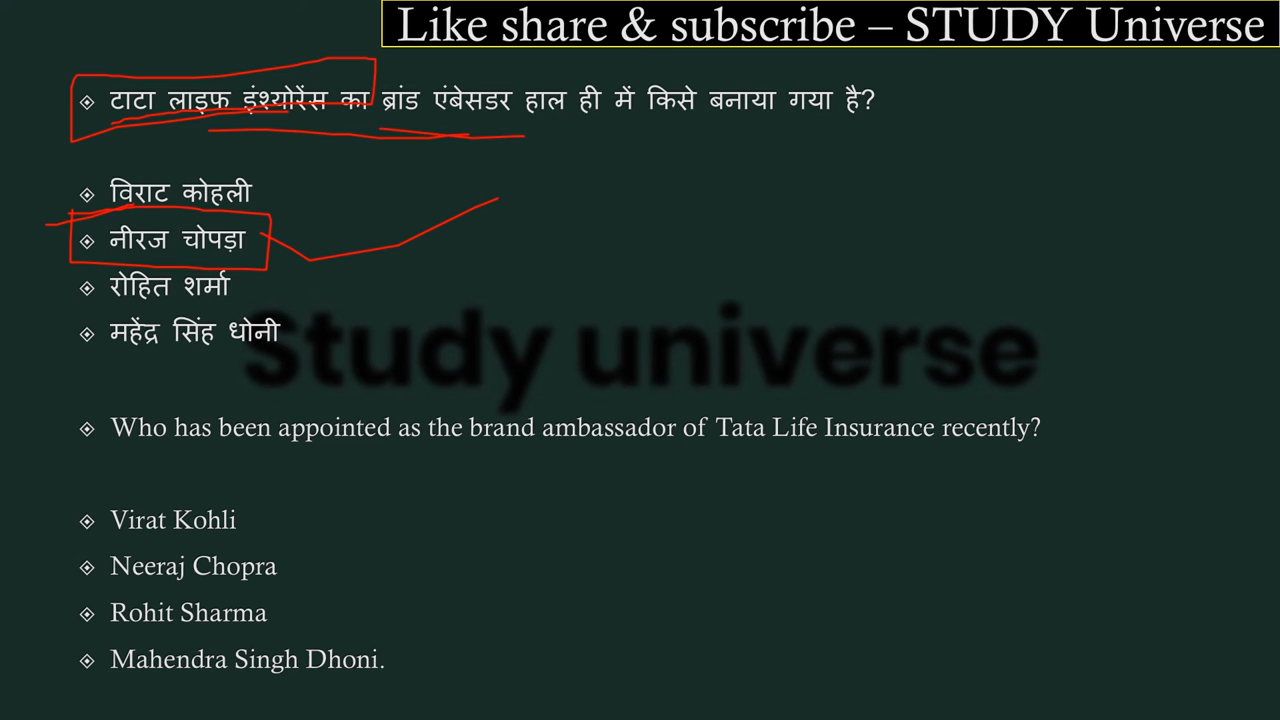 Like share & subscribe – STUDY Universe
टाटा लाइफ इंश्योरेंस का ब्रांड एंबेसडर हाल ही में किसे बनाया गया है?
विराट कोहली
नीरज चोपड़ा
रोहित शर्मा
महेंद्र सिंह धोनी
Study universe
Who has been appointed as the brand ambassador of Tata Life Insurance recently?
Virat Kohli
Neeraj Chopra
Rohit Sharma
Mahendra Singh Dhoni.